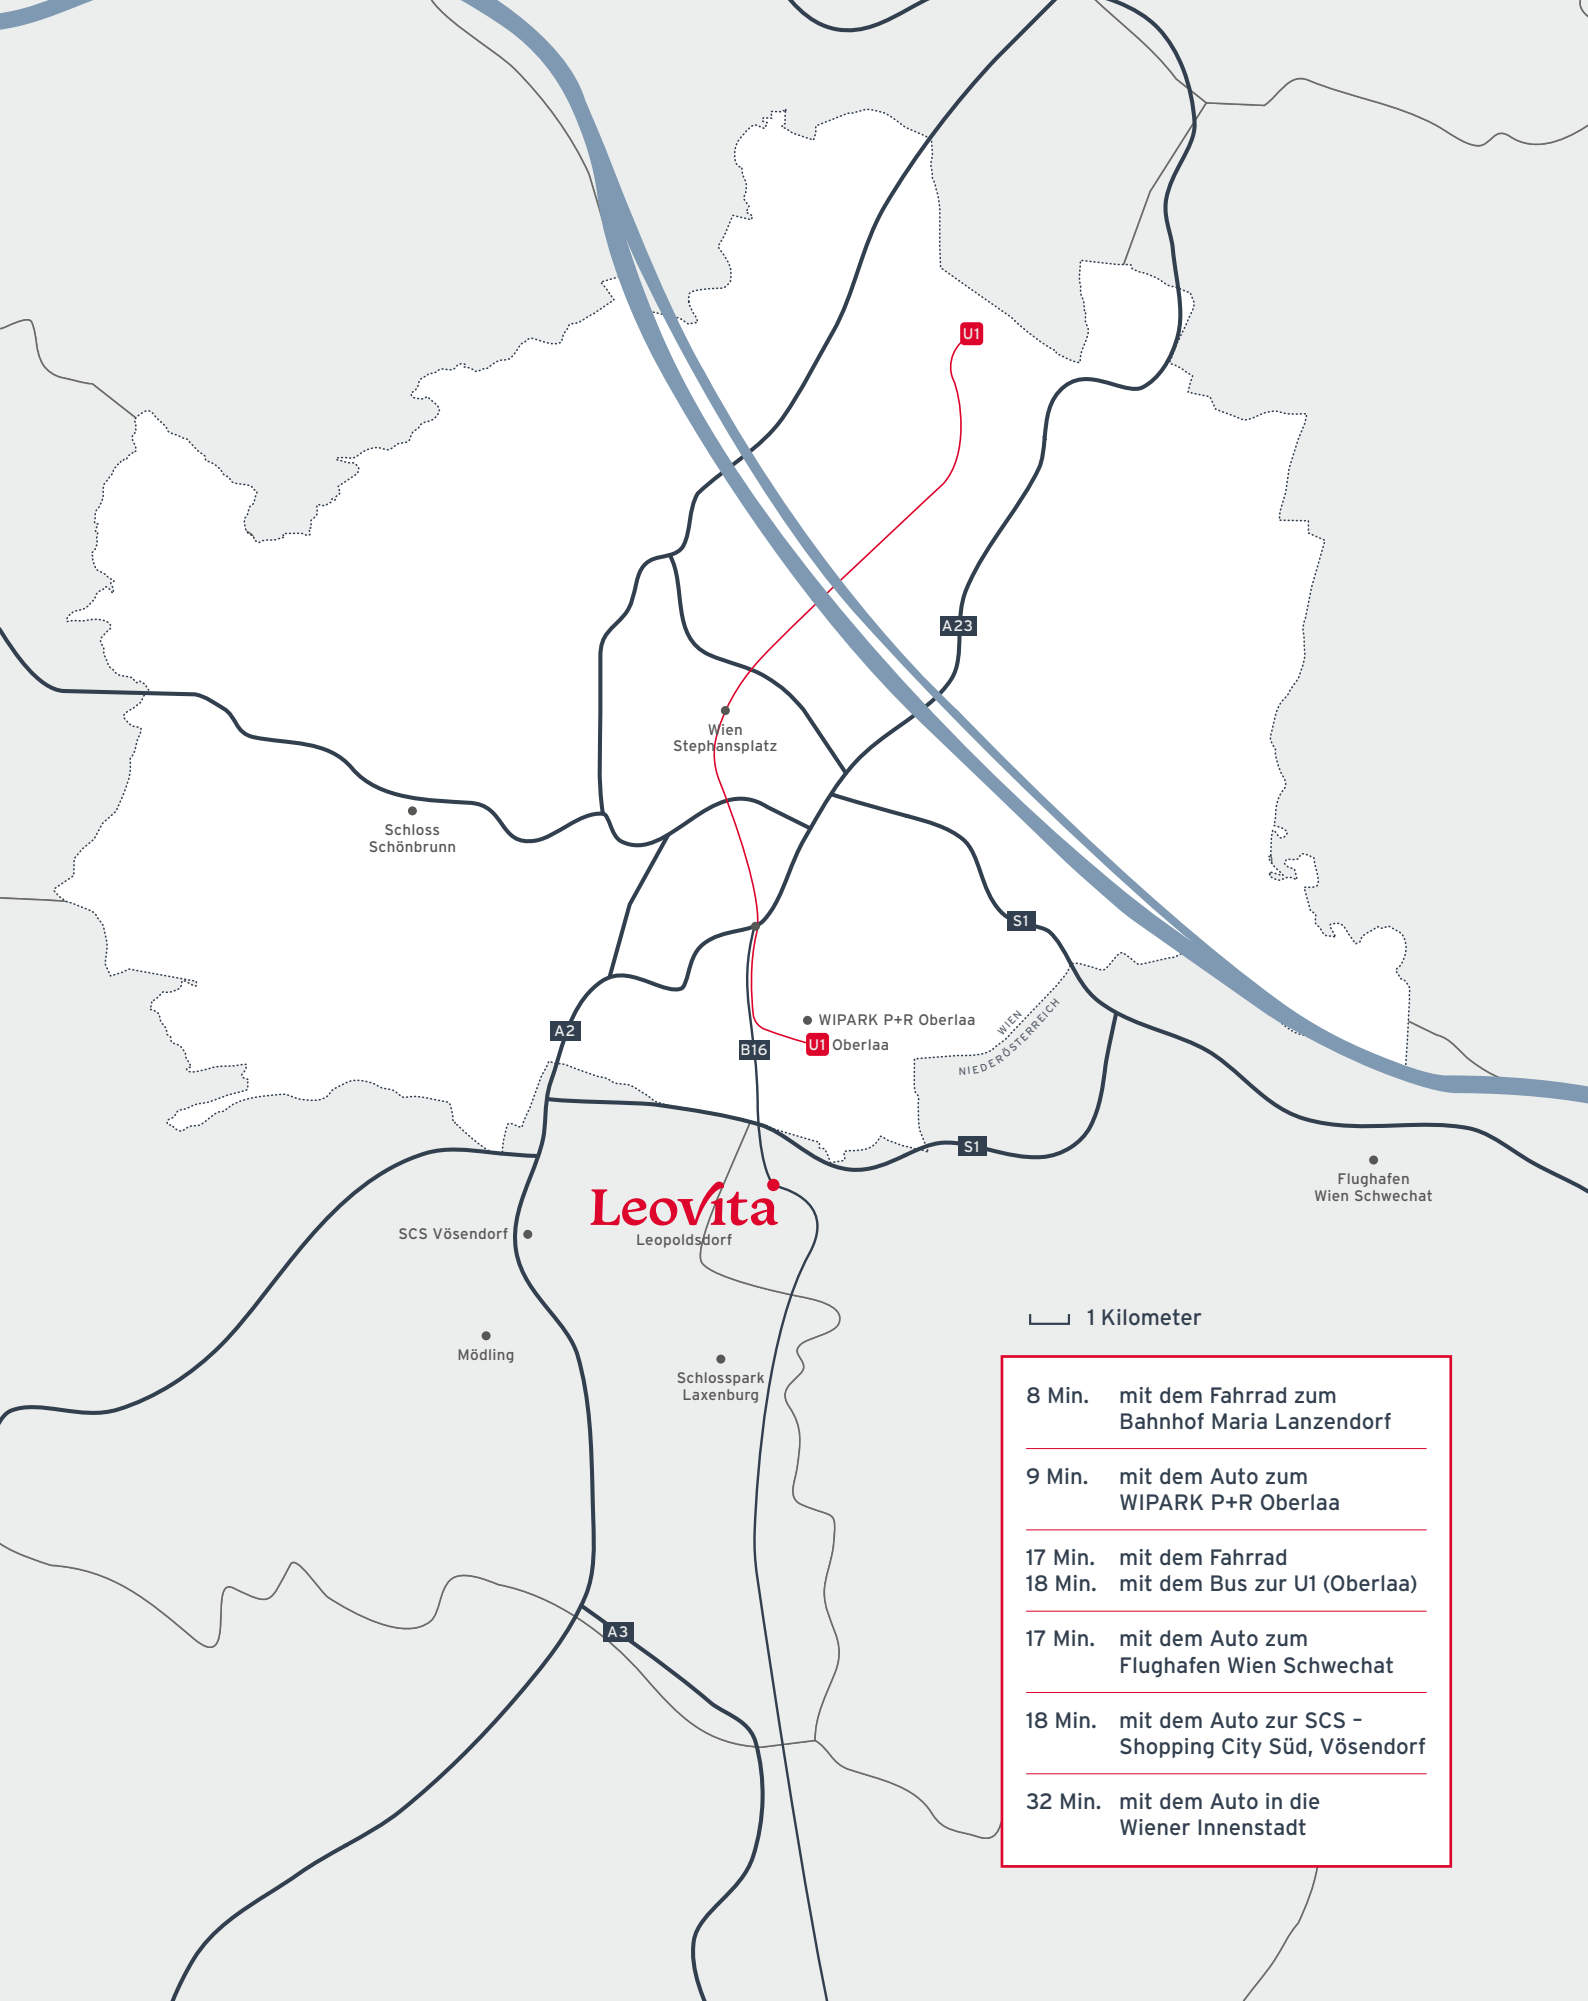 U1
A23
Wien
Stephansplatz
Schloss
Schönbrunn
S1
WIPARK P+R Oberlaa
A2
WIEN
NIEDERÖSTERREICH
B16
U1 Oberlaa
S1
Flughafen
Wien Schwechat
Leovita
Leopoldsdorf
SCS Vösendorf
1 Kilometer
Mödling
Schlosspark
Laxenburg
8 Min. mit dem Fahrrad zum
Bahnhof Maria Lanzendorf
9 Min. mit dem Auto zum
WIPARK P+R Oberlaa
17 Min. mit dem Fahrrad
18 Min. mit dem Bus zur U1 (Oberlaa)
17 Min. mit dem Auto zum
Flughafen Wien Schwechat
18 Min. mit dem Auto zur SCS –
Shopping City Süd, Vösendorf
32 Min. mit dem Auto in die
Wiener Innenstadt
A3